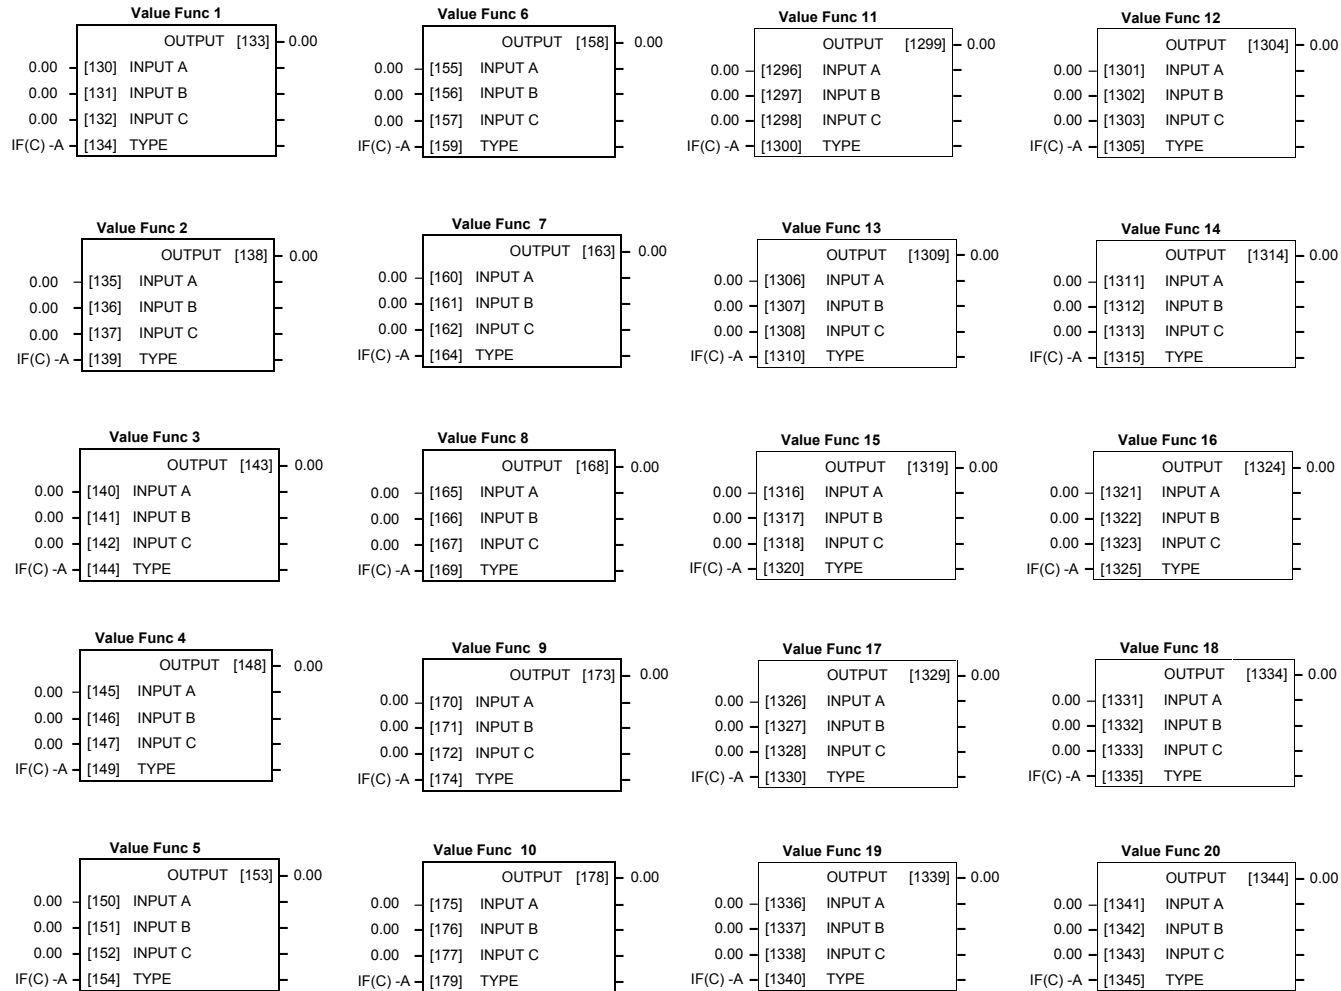 Value Func 1
OUTPUT [133] 0.00
0.00 [130] INPUT A
0.00 [131] INPUT B
0.00 [132] INPUT C
IF(C) -A [134] TYPE
Value Func 6
OUTPUT [158] 0.00
0.00 [155] INPUT A
0.00 [156] INPUT B
0.00 [157] INPUT C
IF(C) -A [159] TYPE
Value Func 11
OUTPUT [1299] 0.00
0.00 [1296] INPUT A
0.00 [1297] INPUT B
0.00 [1298] INPUT C
IF(C) -A [1300] TYPE
Value Func 12
OUTPUT [1304] 0.00
0.00 [1301] INPUT A
0.00 [1302] INPUT B
0.00 [1303] INPUT C
IF(C) -A [1305] TYPE
Value Func 2
OUTPUT [138] 0.00
0.00 [135] INPUT A
0.00 [136] INPUT B
0.00 [137] INPUT C
IF(C) -A [139] TYPE
Value Func 7
OUTPUT [163] 0.00
0.00 [160] INPUT A
0.00 [161] INPUT B
0.00 [162] INPUT C
IF(C) -A [164] TYPE
Value Func 13
OUTPUT [1309] 0.00
0.00 [1306] INPUT A
0.00 [1307] INPUT B
0.00 [1308] INPUT C
IF(C) -A [1310] TYPE
Value Func 14
OUTPUT [1314] 0.00
0.00 [1311] INPUT A
0.00 [1312] INPUT B
0.00 [1313] INPUT C
IF(C) -A [1315] TYPE
Value Func 3
OUTPUT [143] 0.00
0.00 [140] INPUT A
0.00 [141] INPUT B
0.00 [142] INPUT C
IF(C) -A [144] TYPE
Value Func 8
OUTPUT [168] 0.00
0.00 [165] INPUT A
0.00 [166] INPUT B
0.00 [167] INPUT C
IF(C) -A [169] TYPE
Value Func 15
OUTPUT [1319] 0.00
0.00 [1316] INPUT A
0.00 [1317] INPUT B
0.00 [1318] INPUT C
IF(C) -A [1320] TYPE
Value Func 16
OUTPUT [1324] 0.00
0.00 [1321] INPUT A
0.00 [1322] INPUT B
0.00 [1323] INPUT C
IF(C) -A [1325] TYPE
Value Func 4
OUTPUT [148] 0.00
0.00 [145] INPUT A
0.00 [146] INPUT B
0.00 [147] INPUT C
IF(C) -A [149] TYPE
Value Func 9
OUTPUT [173] 0.00
0.00 [170] INPUT A
0.00 [171] INPUT B
0.00 [172] INPUT C
IF(C) -A [174] TYPE
Value Func 17
OUTPUT [1329] 0.00
0.00 [1326] INPUT A
0.00 [1327] INPUT B
0.00 [1328] INPUT C
IF(C) -A [1330] TYPE
Value Func 18
OUTPUT [1334] 0.00
0.00 [1331] INPUT A
0.00 [1332] INPUT B
0.00 [1333] INPUT C
IF(C) -A [1335] TYPE
Value Func 5
OUTPUT [153] 0.00
0.00 [150] INPUT A
0.00 [151] INPUT B
0.00 [152] INPUT C
IF(C) -A [154] TYPE
Value Func 10
OUTPUT [178] 0.00
0.00 [175] INPUT A
0.00 [176] INPUT B
0.00 [177] INPUT C
IF(C) -A [179] TYPE
Value Func 19
OUTPUT [1339] 0.00
0.00 [1336] INPUT A
0.00 [1337] INPUT B
0.00 [1338] INPUT C
IF(C) -A [1340] TYPE
Value Func 20
OUTPUT [1344] 0.00
0.00 [1341] INPUT A
0.00 [1342] INPUT B
0.00 [1343] INPUT C
IF(C) -A [1345] TYPE